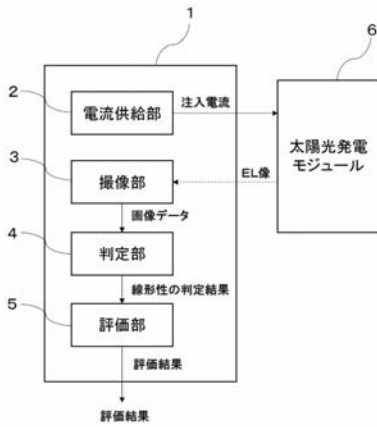 1
6
2
電流供給部
注入電流
太陽光発電
モジュール
3
撮像部
EL像
画像データ
4
判定部
線形性の判定結果
5
評価部
評価結果
評価結果